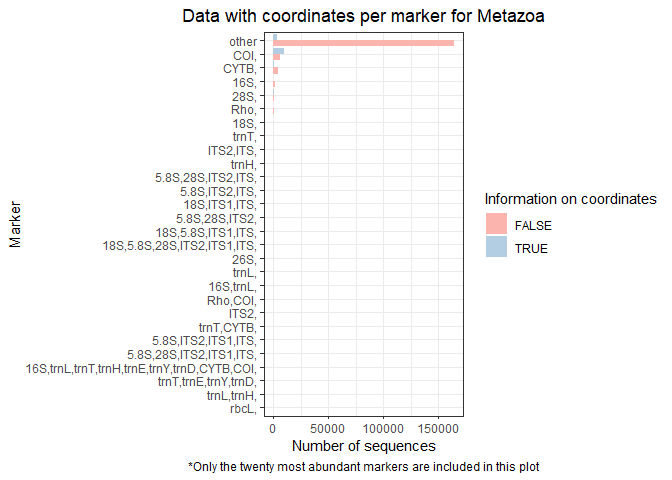 Data with coordinates per marker for Metazoa
Marker
other
COI,
CYTB,
16S,
28S,
Rho,
18S,
trnT,
ITS2,ITS,
trnH,
5.8S,28S,ITS2,ITS,
5.8S,ITS2,ITS,
18S,ITS1,ITS,
5.8S,28S,ITS2,
18S,5.8S,ITS1,ITS,
18S,5.8S,28S,ITS2,ITS1,ITS,
26S,
trnL,
16S,trnL,
Rho,COI,
ITS2,
trnT,CYTB,
5.8S,ITS2,ITS1,ITS,
5.8S,28S,ITS2,ITS1,ITS,
16S,trnL,trnT,trnH,trnE,trnY,trnD,CYTB,COI,
trnT,trnE,trnY,trnD,
trnL,trnH,
rbcL,
0 50000 100000 150000
Number of sequences
*Only the twenty most abundant markers are included in this plot
Information on coordinates
FALSE
TRUE